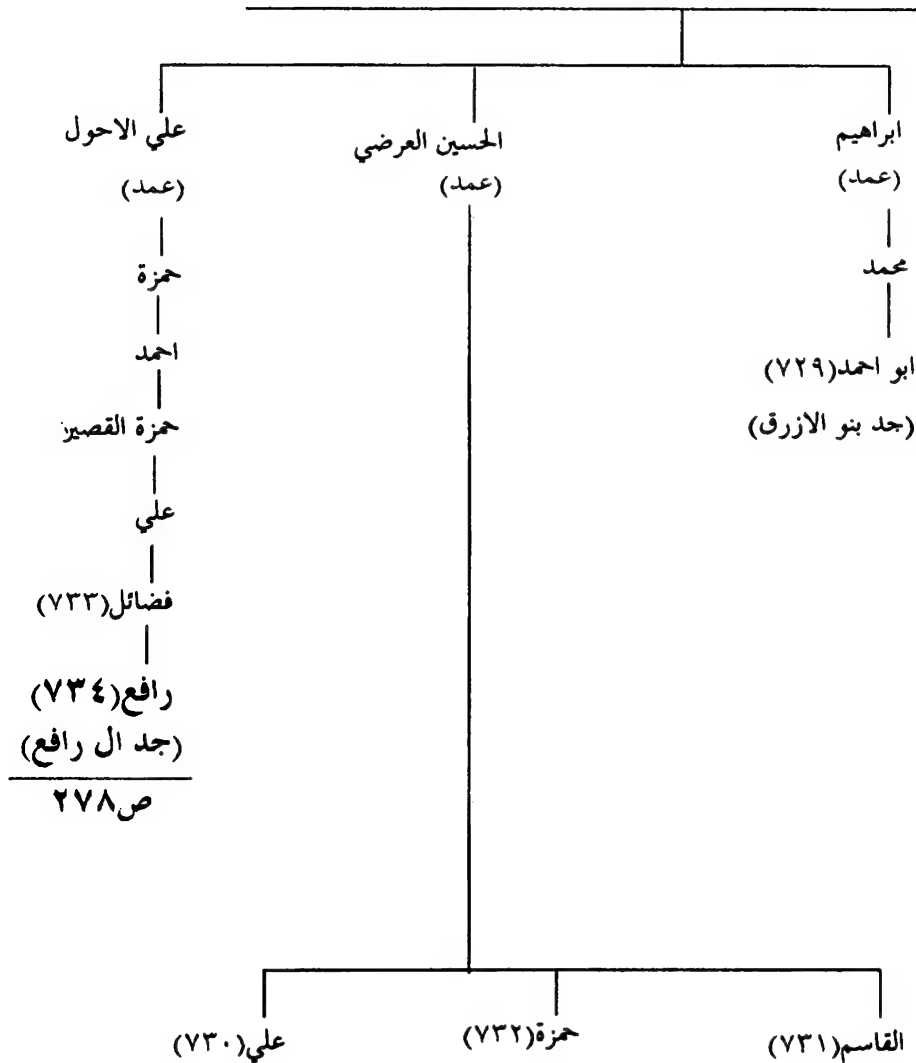 ابراهيم
(عمد)
محمد
ابو احمد(٧٢٩)
(جد بنو الازرق)
الحسين العرضي
(عمد)
القاسم(٧٣١)
حمزة(٧٣٢)
علي(٧٣٠)
علي الاحول
(عمد)
حمزة
احمد
حمزة القصير
علي
فضائل(٧٣٣)
رافع(٧٣٤)
(جد ال رافع)
ص٢٧٨